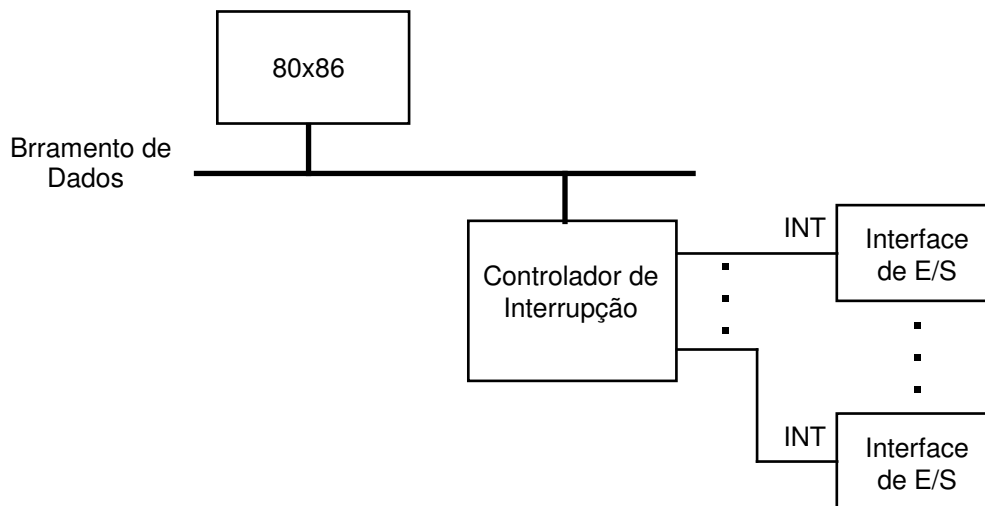 80x86
Brramento de
Dados
INT
Interface
de E/S
Controlador de
Interrupção
INT
Interface
de E/S